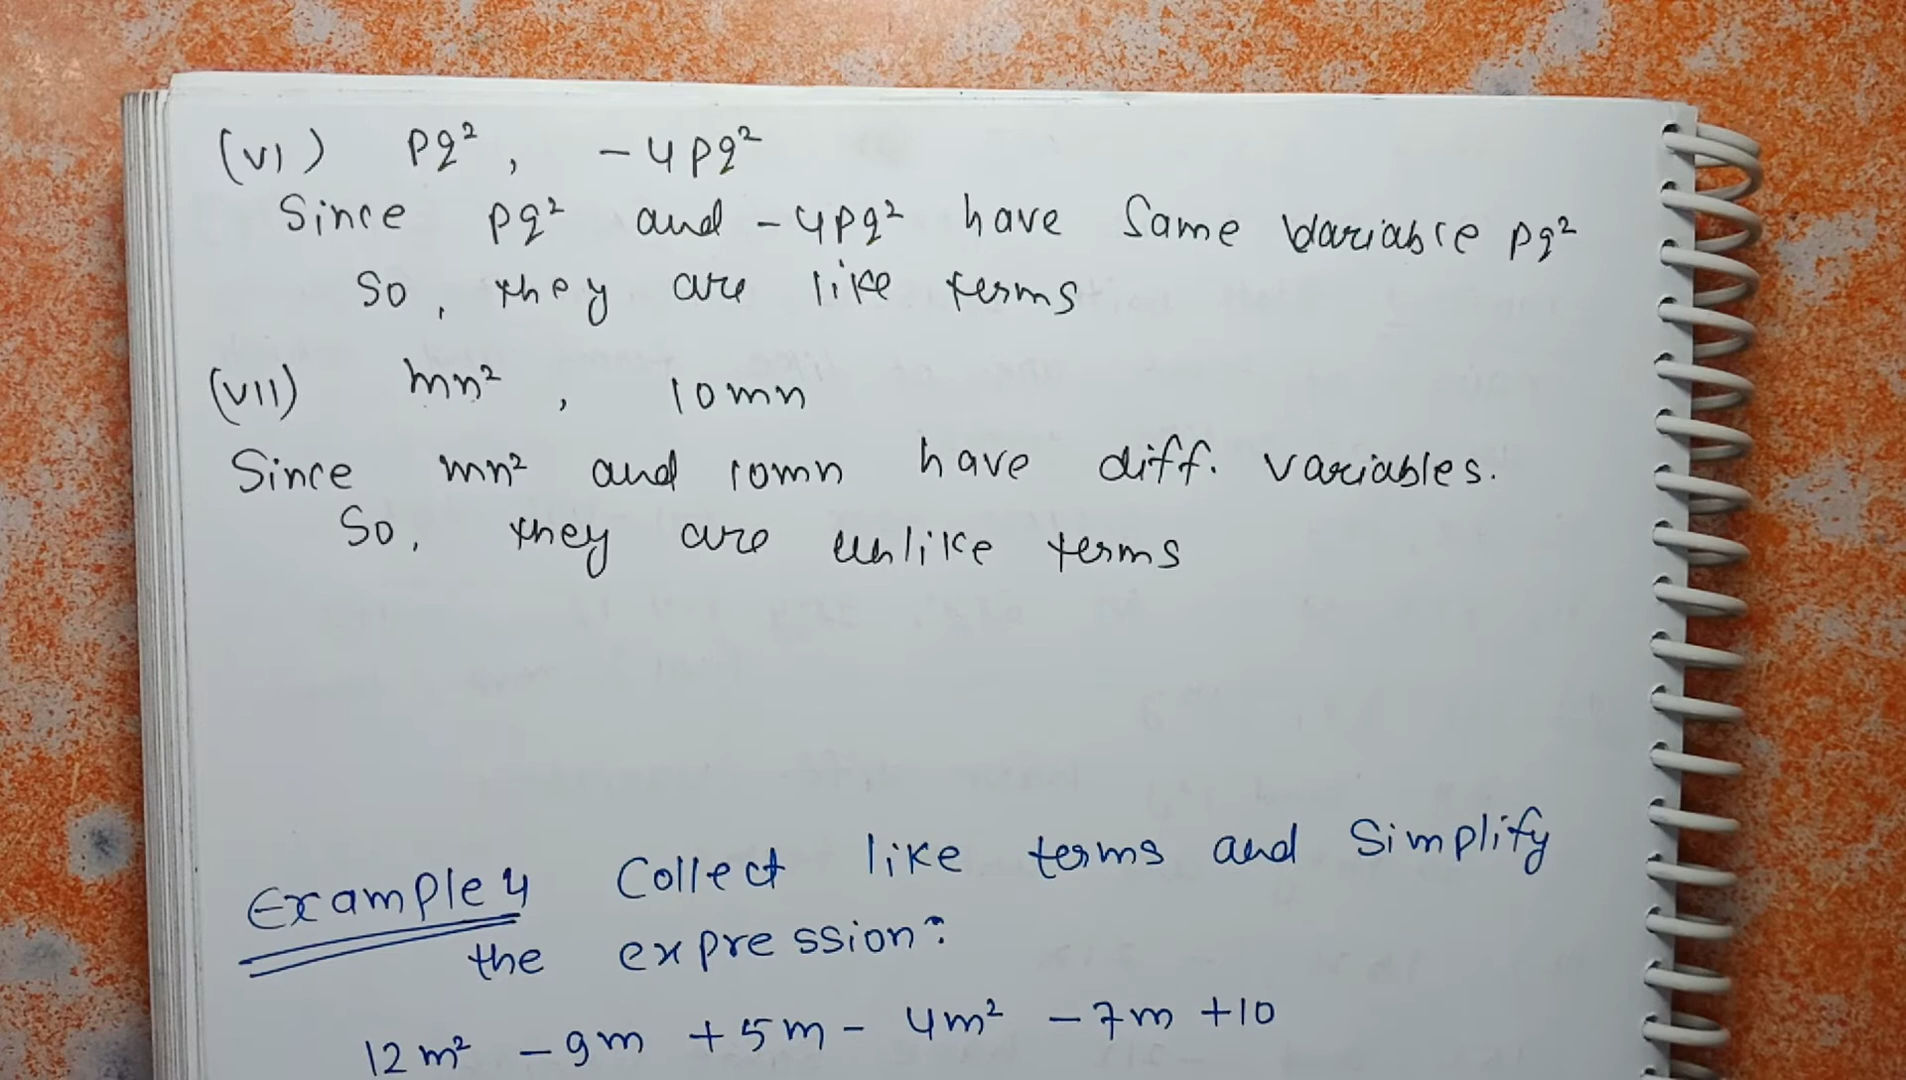 (VI) pq², -4pq²
Since pq² and -4pq² have Same Variable pq²
So, they are like terms
(VII) mn², 10mn
Since mn² and 10mn have diff. variables.
So, they are unlike terms
Example 4 Collect like terms and Simplify
the expression:
12m² - 9m + 5m - 4m² - 7m + 10